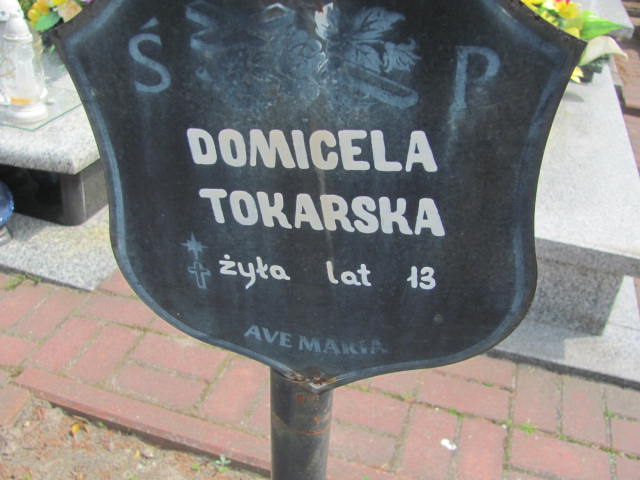 Ś P
DOMICELA
TOKARSKA
żyła lat 13
AVE MARIA